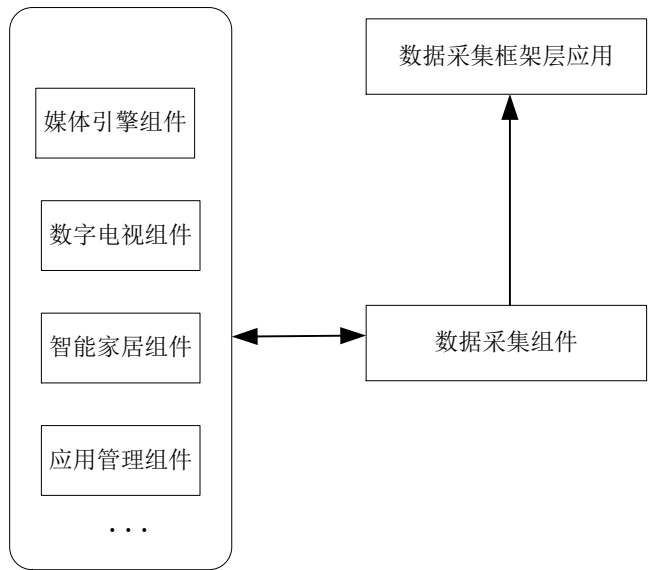 数据采集框架层应用
媒体引擎组件
数字电视组件
智能家居组件
数据采集组件
应用管理组件
...